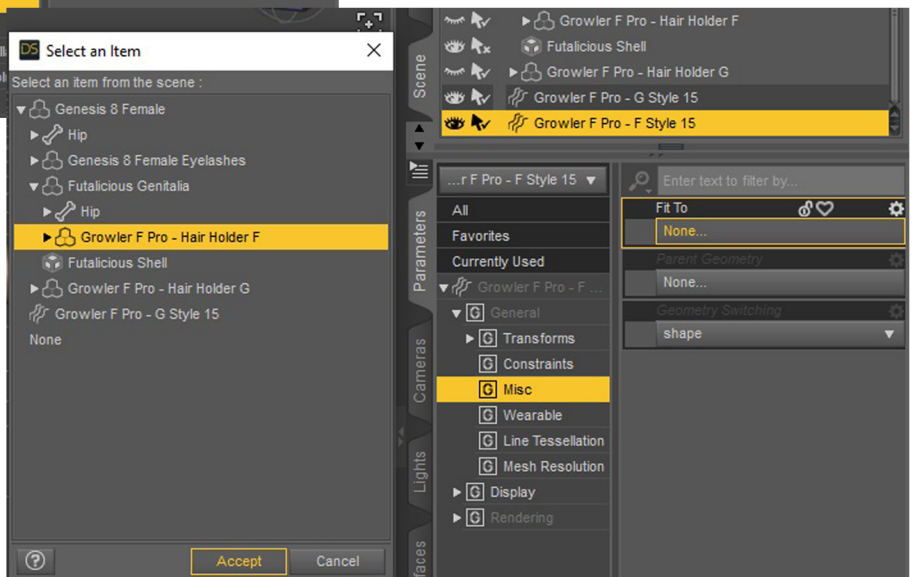 DS Select an Item
Select an item from the scene :
Genesis 8 Female
Hip
Genesis 8 Female Eyelashes
Futalicious Genitalia
Hip
Growler F Pro - Hair Holder F
Futalicious Shell
Growler F Pro - Hair Holder G
Growler F Pro - G Style 15
None
Accept
Cancel
Growler F Pro - Hair Holder F
Futalicious Shell
Growler F Pro - Hair Holder G
Growler F Pro - G Style 15
Growler F Pro - F Style 15
Scene
Parameters
Cameras
Lights
...r F Pro - F Style 15
Enter text to filter by...
All
Favorites
Currently Used
Growler F Pro - F ...
G General
G Transforms
G Constraints
G Misc
G Wearable
G Line Tessellation
G Mesh Resolution
G Display
G Rendering
Fit To
None...
Parent Geometry
None...
Geometry Switching
shape